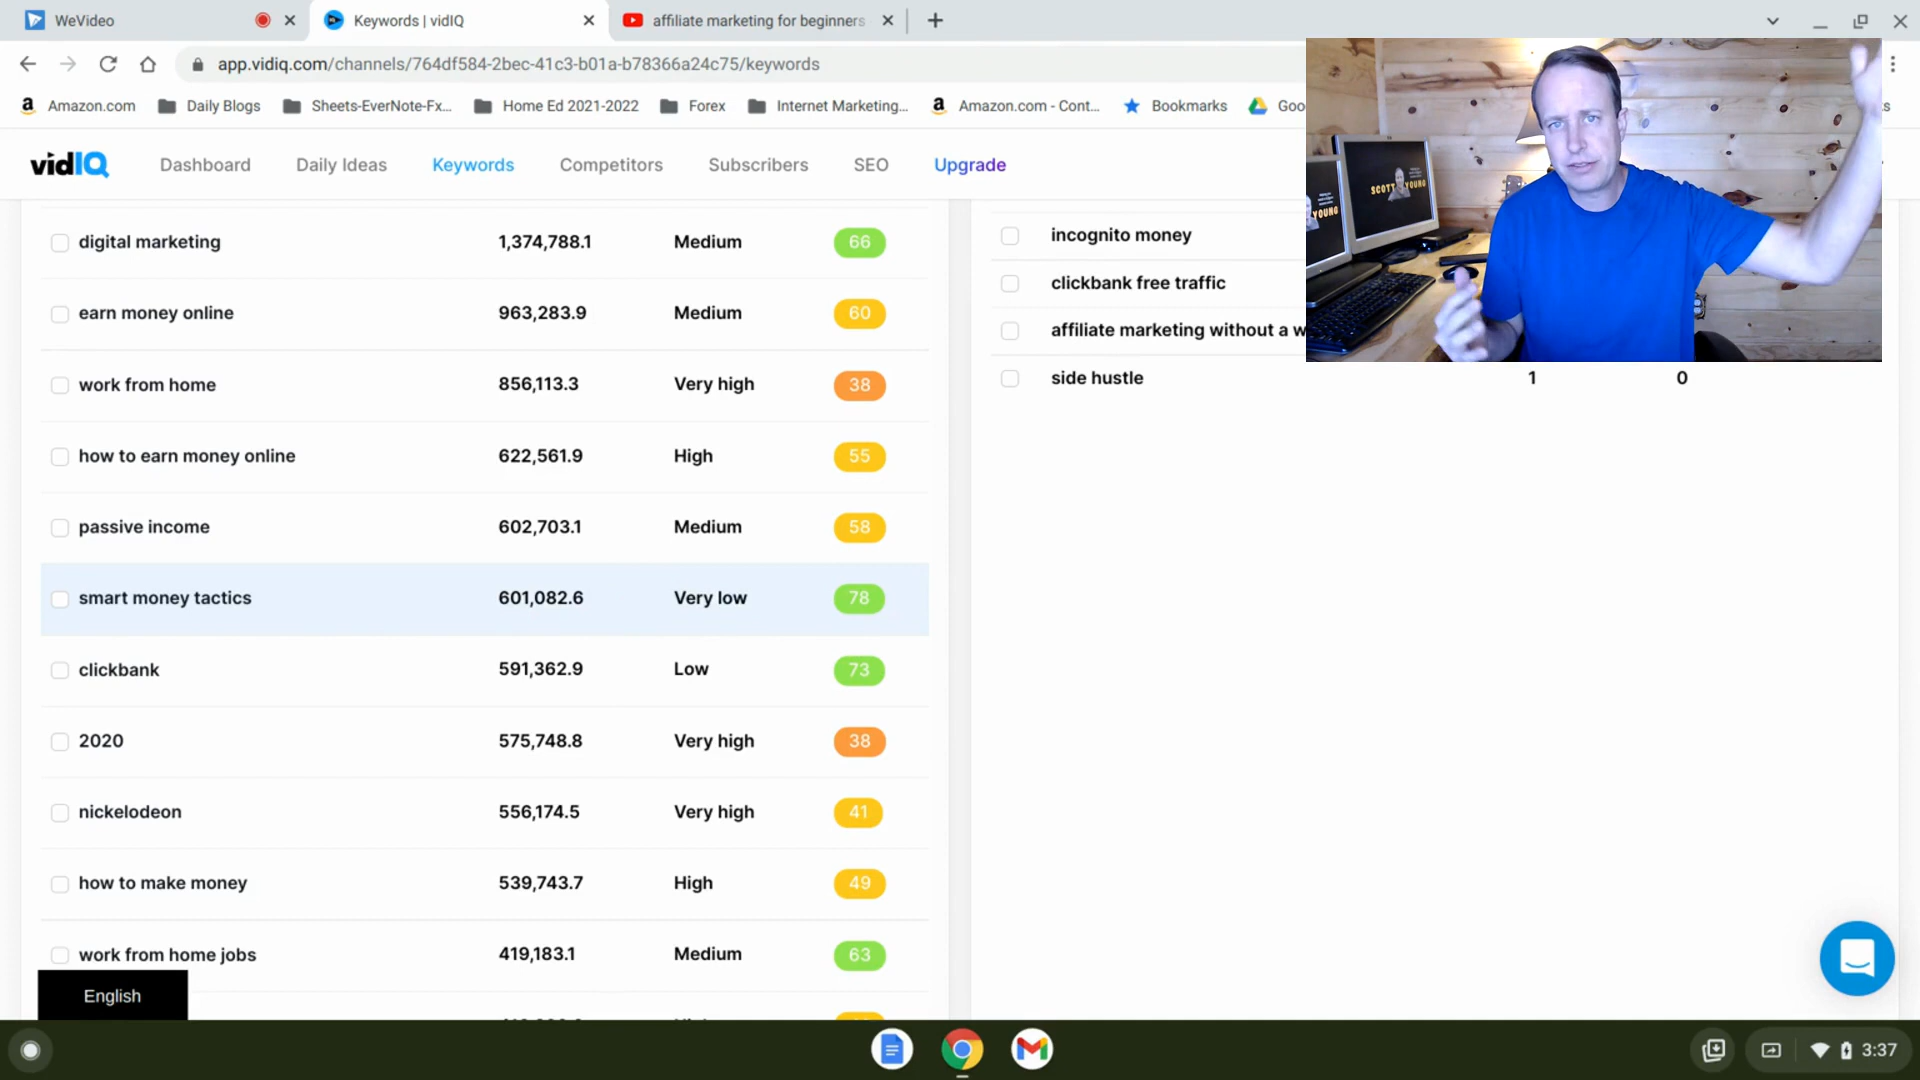 WeVideo
Keywords | vidIQ
affiliate marketing for beginners
app.vidiq.com/channels/764df584-2bec-41c3-b01a-b78366a24c75/keywords
Amazon.com
Daily Blogs
Sheets-EverNote-Fx...
Home Ed 2021-2022
Forex
Internet Marketing...
Amazon.com - Cont...
Bookmarks
Goo
vidIQ
Dashboard
Daily Ideas
Keywords
Competitors
Subscribers
SEO
Upgrade
digital marketing 1,374,788.1 Medium 66
earn money online 963,283.9 Medium 60
work from home 856,113.3 Very high 38
how to earn money online 622,561.9 High 55
passive income 602,703.1 Medium 58
smart money tactics 601,082.6 Very low 78
clickbank 591,362.9 Low 73
2020 575,748.8 Very high 38
nickelodeon 556,174.5 Very high 41
how to make money 539,743.7 High 49
work from home jobs 419,183.1 Medium 63
incognito money
clickbank free traffic
affiliate marketing without a w
side hustle 1 0
SCOTT YOUNG
YOUNG
English
3:37